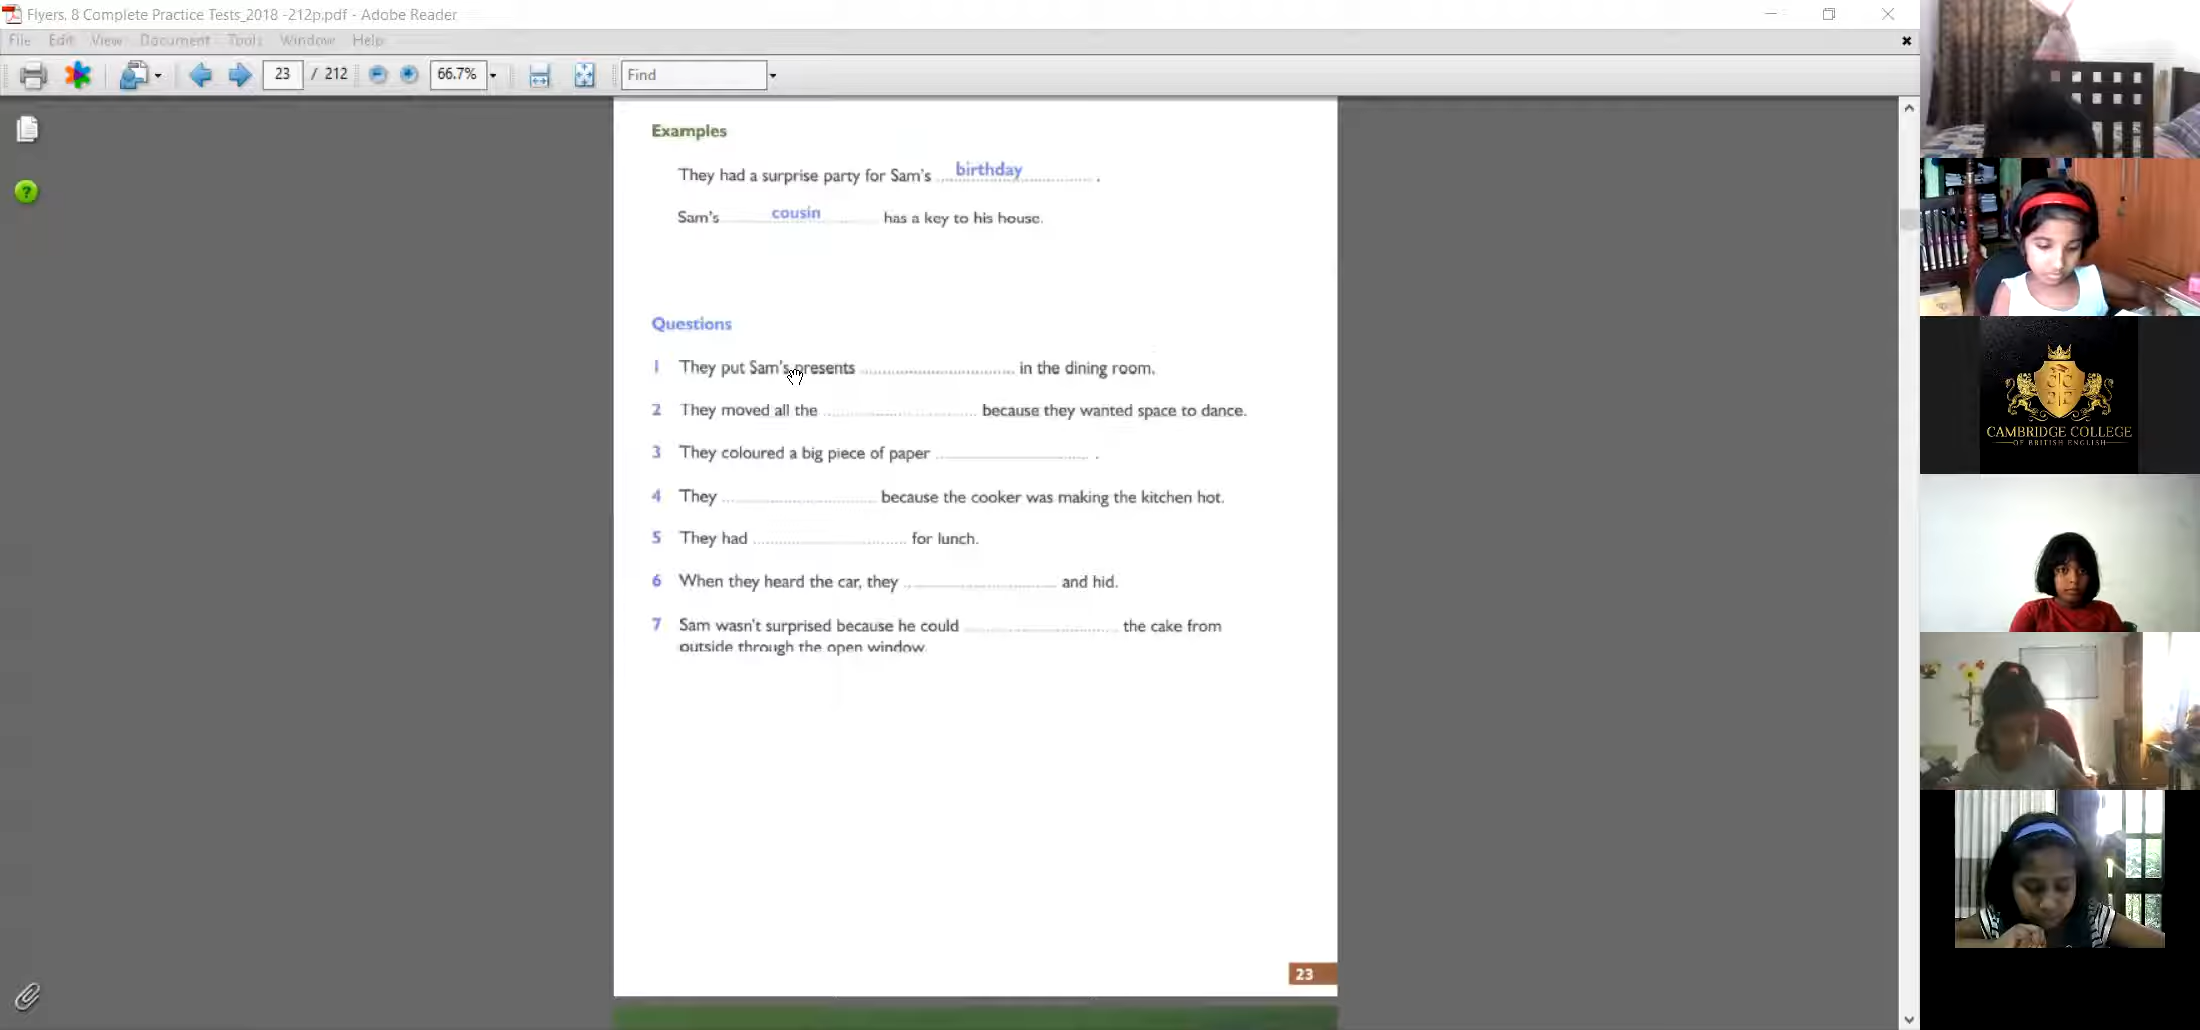 Flyers. 8 Complete Practice Tests_2018 -212p.pdf - Adobe Reader
File Edit View Document Tools Window Help
23 / 212 66.7% Find
Examples
They had a surprise party for Sam's birthday .
Sam's cousin has a key to his house.
Questions
1 They put Sam's presents in the dining room.
2 They moved all the because they wanted space to dance.
3 They coloured a big piece of paper .
4 They because the cooker was making the kitchen hot.
5 They had for lunch.
6 When they heard the car, they and hid.
7 Sam wasn't surprised because he could the cake from
outside through the open window.
23
CAMBRIDGE COLLEGE
OF BRITISH ENGLISH